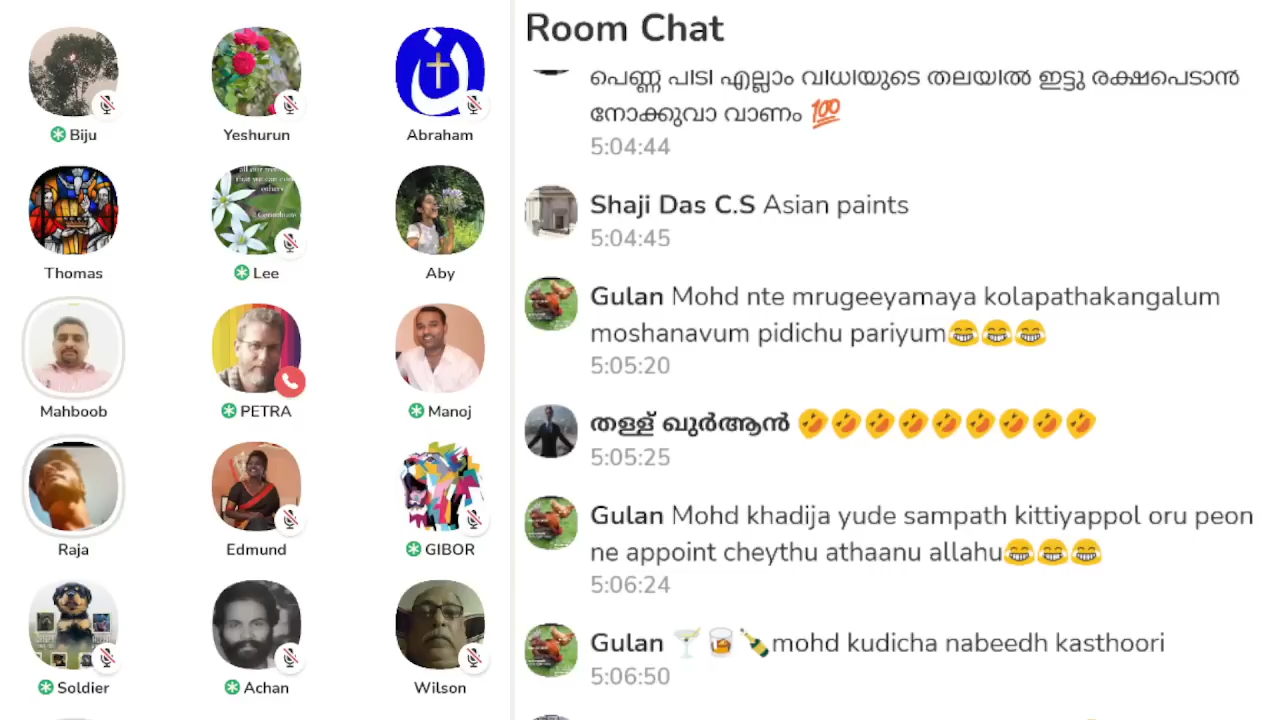 Biju
Yeshurun
Abraham
Thomas
Lee
Aby
Mahboob
PETRA
Manoj
Raja
Edmund
GIBOR
Soldier
Achan
Wilson
Room Chat
പെണ്ണ് പിടി എല്ലാം വിധിയുടെ തലയിൽ ഇട്ടു രക്ഷപെടാൻ
നോക്കുവാ വാണം 💯
5:04:44
Shaji Das C.S Asian paints
5:04:45
Gulan Mohd nte mrugeeyamaya kolapathakangalum
moshanavum pidichu pariyum😂😂😂
5:05:20
തള്ള് ഖുർആൻ 🤣🤣🤣🤣🤣🤣🤣🤣🤣
5:05:25
Gulan Mohd khadija yude sampath kittiyappol oru peon
ne appoint cheythu athaanu allahu😂😂😂
5:06:24
Gulan 🍸🥃🍾mohd kudicha nabeedh kasthoori
5:06:50